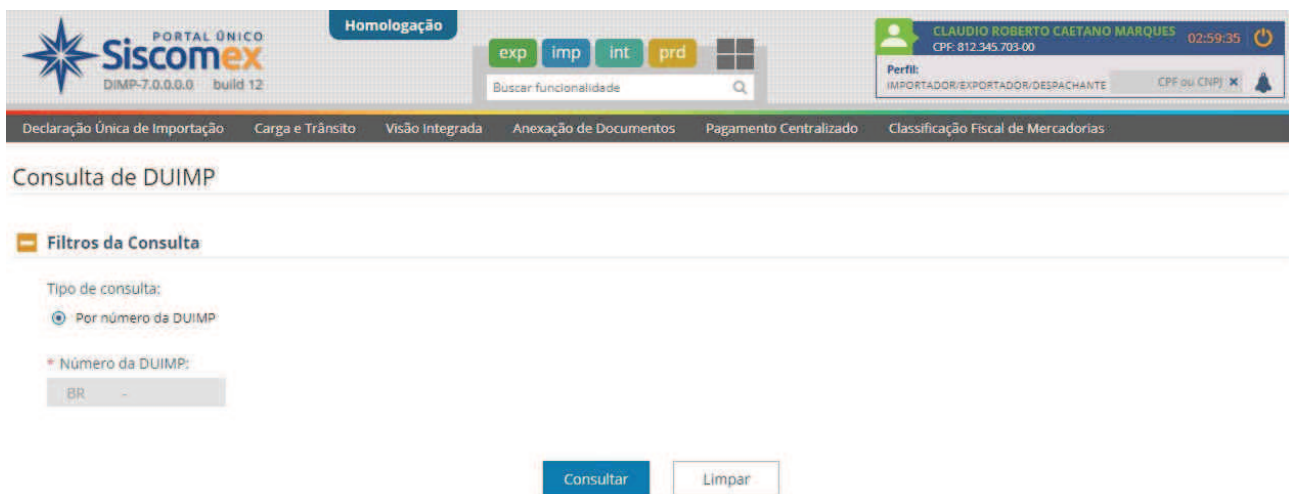 PORTAL ÚNICO
Siscomex
DIMP-7.0.0.0.0 build 12
Homologação
exp imp int prd
Buscar funcionalidade
CLAUDIO ROBERTO CAETANO MARQUES
CPF: 812.345.703-00
02:59:35
Perfil:
IMPORTADOR/EXPORTADOR/DESPACHANTE
CPF ou CNPJ ×
Declaração Única de Importação Carga e Trânsito Visão Integrada Anexação de Documentos Pagamento Centralizado Classificação Fiscal de Mercadorias
Consulta de DUIMP
Filtros da Consulta
Tipo de consulta:
Por número da DUIMP
* Número da DUIMP:
BR -
Consultar Limpar